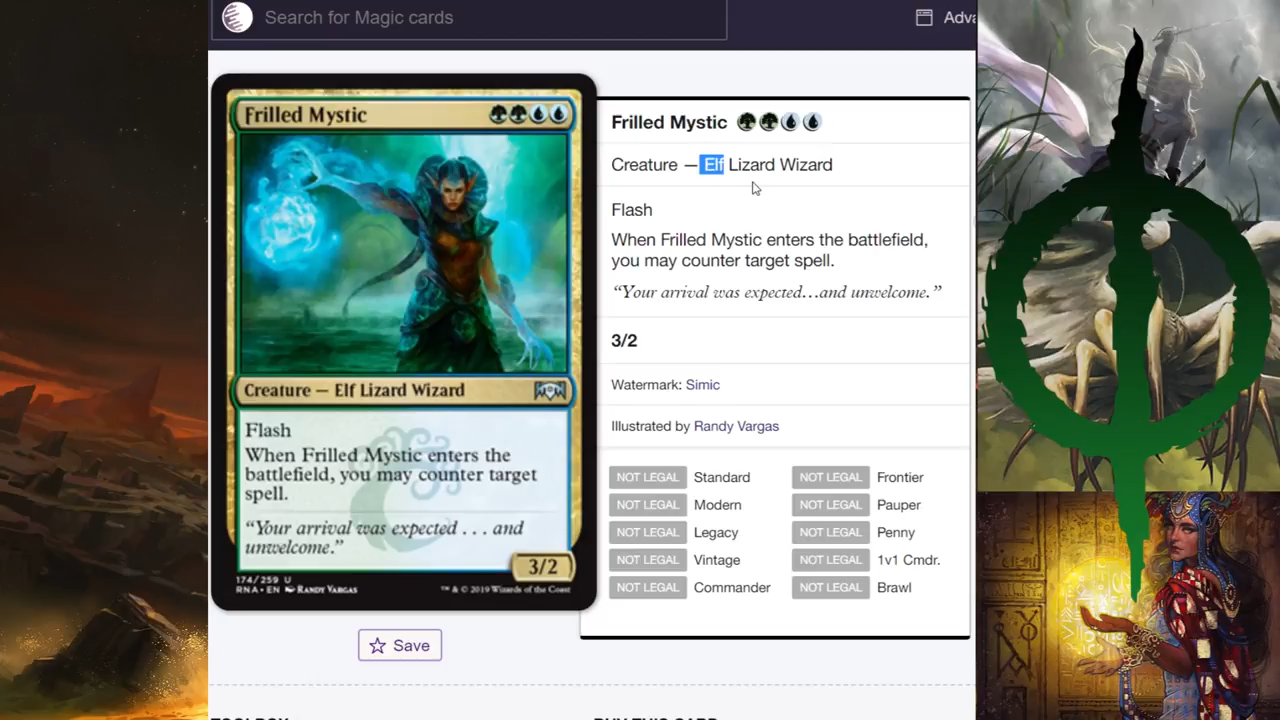 Search for Magic cards
Adva
Frilled Mystic
Creature — Elf Lizard Wizard
Flash
When Frilled Mystic enters the
battlefield, you may counter target
spell.
“Your arrival was expected . . . and
unwelcome.”
3/2
174/259 U
RNA • EN RANDY VARGAS
™ & © 2019 Wizards of the Coast
Save
Frilled Mystic
Creature — Elf Lizard Wizard
Flash
When Frilled Mystic enters the battlefield,
you may counter target spell.
“Your arrival was expected…and unwelcome.”
3/2
Watermark: Simic
Illustrated by Randy Vargas
NOT LEGAL Standard NOT LEGAL Frontier
NOT LEGAL Modern NOT LEGAL Pauper
NOT LEGAL Legacy NOT LEGAL Penny
NOT LEGAL Vintage NOT LEGAL 1v1 Cmdr.
NOT LEGAL Commander NOT LEGAL Brawl
TOOLBOX
BUY THIS CARD